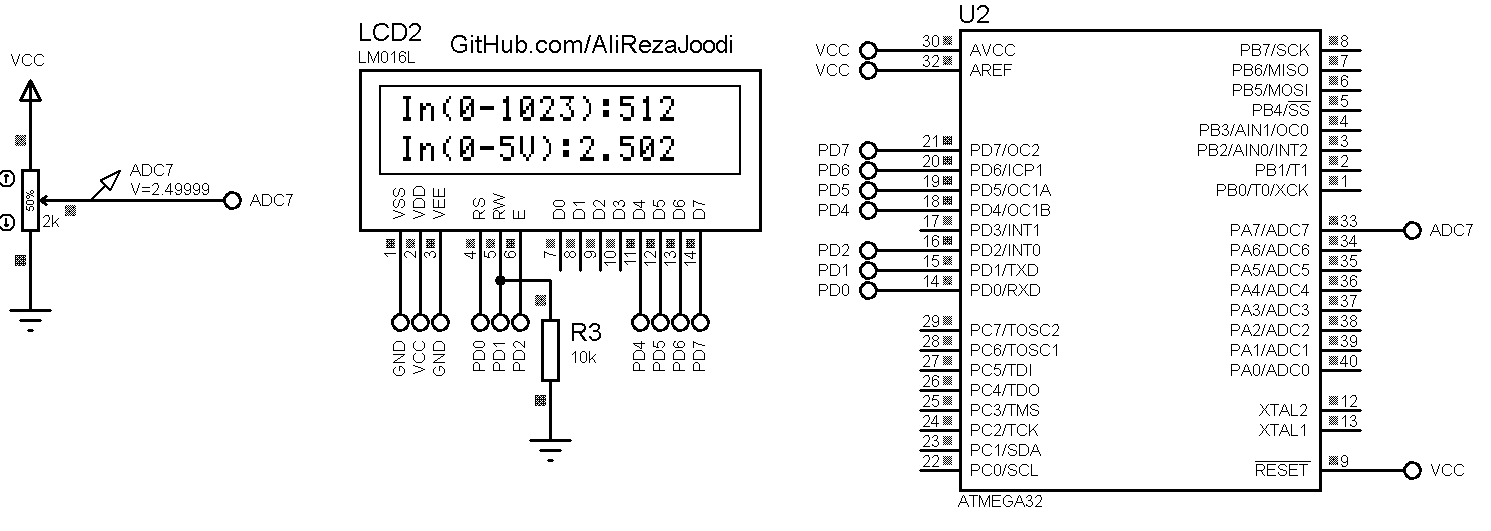 VCC
50%
2k
ADC7
V=2.49999
ADC7
LCD2
LM016L
GitHub.com/AliRezaJoodi
In(0-1023):512
In(0-5V):2.502
VSS
VDD
VEE
RS
RW
E
D0
D1
D2
D3
D4
D5
D6
D7
1
2
3
4
5
6
7
8
9
10
11
12
13
14
GND
VCC
GND
PD0
PD1
PD2
R3
10k
PD4
PD5
PD6
PD7
U2
VCC 30 AVCC
VCC 32 AREF
PD7 21 PD7/OC2
PD6 20 PD6/ICP1
PD5 19 PD5/OC1A
PD4 18 PD4/OC1B
17 PD3/INT1
PD2 16 PD2/INT0
PD1 15 PD1/TXD
PD0 14 PD0/RXD
29 PC7/TOSC2
28 PC6/TOSC1
27 PC5/TDI
26 PC4/TDO
25 PC3/TMS
24 PC2/TCK
23 PC1/SDA
22 PC0/SCL
PB7/SCK 8
PB6/MISO 7
PB5/MOSI 6
PB4/SS 5
PB3/AIN1/OC0 4
PB2/AIN0/INT2 3
PB1/T1 2
PB0/T0/XCK 1
PA7/ADC7 33 ADC7
PA6/ADC6 34
PA5/ADC5 35
PA4/ADC4 36
PA3/ADC3 37
PA2/ADC2 38
PA1/ADC1 39
PA0/ADC0 40
XTAL2 12
XTAL1 13
RESET 9 VCC
ATMEGA32